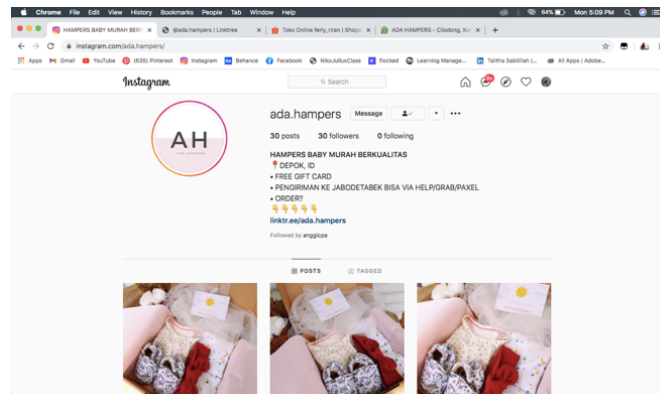 Chrome File Edit View History Bookmarks People Tab Window Help 64% Mon 5:09 PM
HAMPERS BABY MURAH BERK × @ada.hampers | Linktree × Toko Online ferly_riran | Shope × ADA HAMPERS - Cilodong, Ko × +
instagram.com/ada.hampers/
Apps Gmail YouTube (835) Pinterest Instagram Behance Facebook NikoJuliusClass Rocked Learning Manage... Talitha Sabillilah |... All Apps | Adobe...
Instagram Search
AH
ada.hampers Message
30 posts 30 followers 0 following
HAMPERS BABY MURAH BERKUALITAS
📍 DEPOK, ID
• FREE GIFT CARD
• PENGIRIMAN KE JABODETABEK BISA VIA HELP/GRAB/PAXEL
• ORDER?
👇👇👇👇👇
linktr.ee/ada.hampers
Followed by anggicpe
POSTS TAGGED